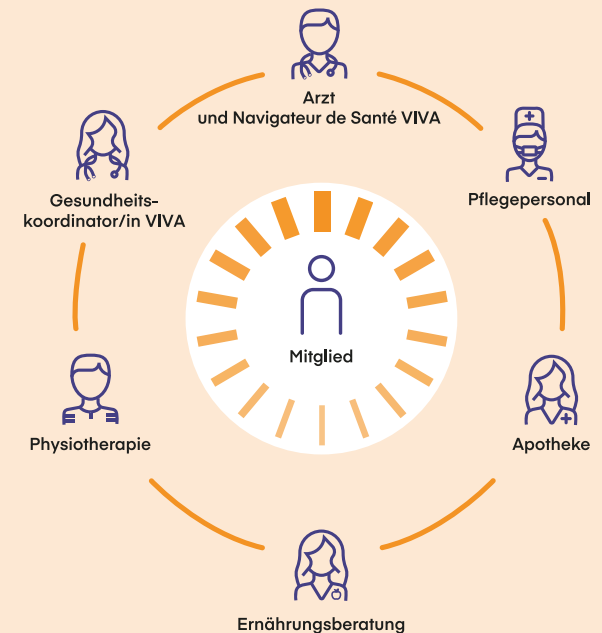 Arzt
und Navigateur de Santé VIVA
Gesundheits-
koordinator/in VIVA
Pflegepersonal
Mitglied
Physiotherapie
Apotheke
Ernährungsberatung